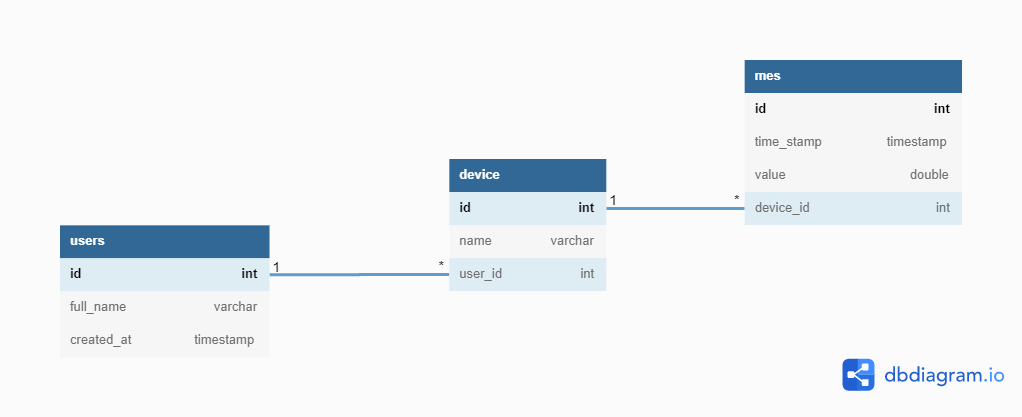 mes
id int
time_stamp timestamp
value double
device_id int
device
id int
name varchar
user_id int
users
id int
full_name varchar
created_at timestamp
1 *
1 *
dbdiagram.io